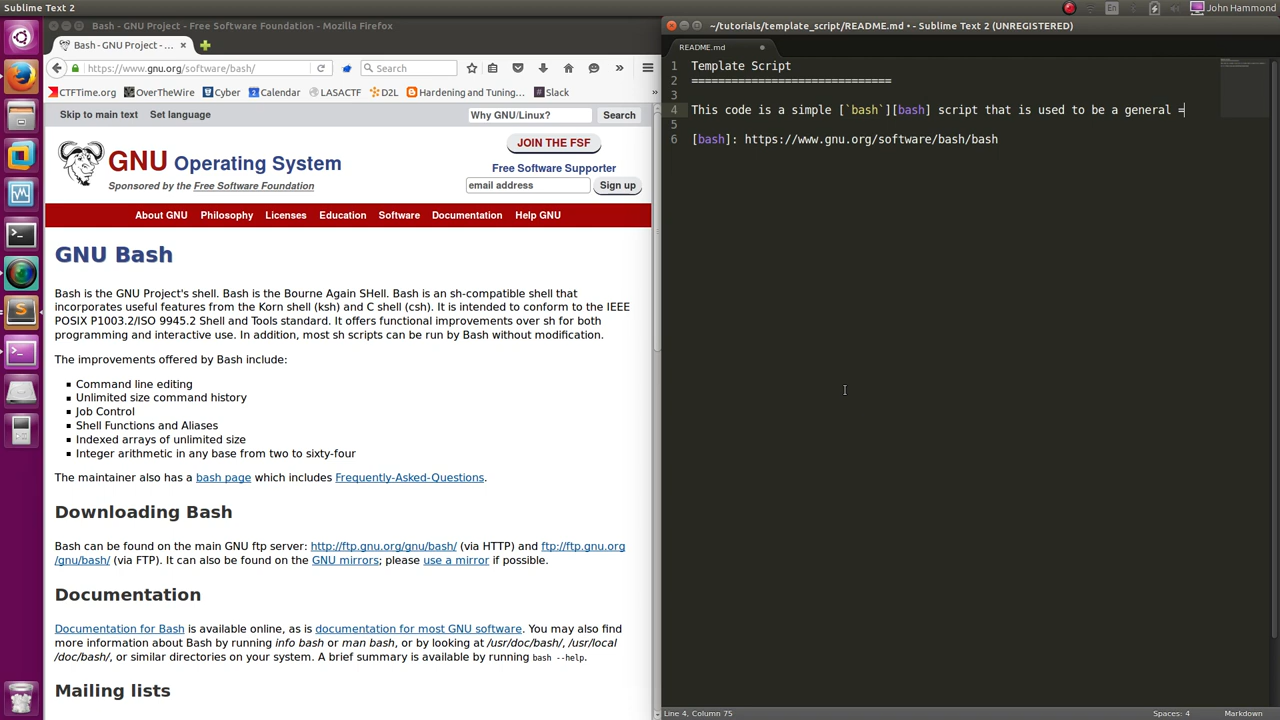 Sublime Text 2
En
John Hammond
Bash - GNU Project - Free Software Foundation - Mozilla Firefox
Bash - GNU Project - ...
https://www.gnu.org/software/bash/
Search
CTFTime.org
OverTheWire
Cyber
Calendar
LASACTF
D2L
Hardening and Tuning...
Slack
Skip to main text
Set language
Why GNU/Linux?
Search
JOIN THE FSF
GNU Operating System
Free Software Supporter
Sponsored by the Free Software Foundation
email address
Sign up
About GNU
Philosophy
Licenses
Education
Software
Documentation
Help GNU
GNU Bash
Bash is the GNU Project's shell. Bash is the Bourne Again SHell. Bash is an sh-compatible shell that
incorporates useful features from the Korn shell (ksh) and C shell (csh). It is intended to conform to the IEEE
POSIX P1003.2/ISO 9945.2 Shell and Tools standard. It offers functional improvements over sh for both
programming and interactive use. In addition, most sh scripts can be run by Bash without modification.
The improvements offered by Bash include:
Command line editing
Unlimited size command history
Job Control
Shell Functions and Aliases
Indexed arrays of unlimited size
Integer arithmetic in any base from two to sixty-four
The maintainer also has a bash page which includes Frequently-Asked-Questions.
Downloading Bash
Bash can be found on the main GNU ftp server: http://ftp.gnu.org/gnu/bash/ (via HTTP) and ftp://ftp.gnu.org
/gnu/bash/ (via FTP). It can also be found on the GNU mirrors; please use a mirror if possible.
Documentation
Documentation for Bash is available online, as is documentation for most GNU software. You may also find
more information about Bash by running info bash or man bash, or by looking at /usr/doc/bash/, /usr/local
/doc/bash/, or similar directories on your system. A brief summary is available by running bash --help.
Mailing lists
~/tutorials/template_script/README.md • - Sublime Text 2 (UNREGISTERED)
README.md
1 Template Script
2 ==============================
3
4 This code is a simple [`bash`][bash] script that is used to be a general =
5
6 [bash]: https://www.gnu.org/software/bash/bash
Line 4, Column 75
Spaces: 4
Markdown